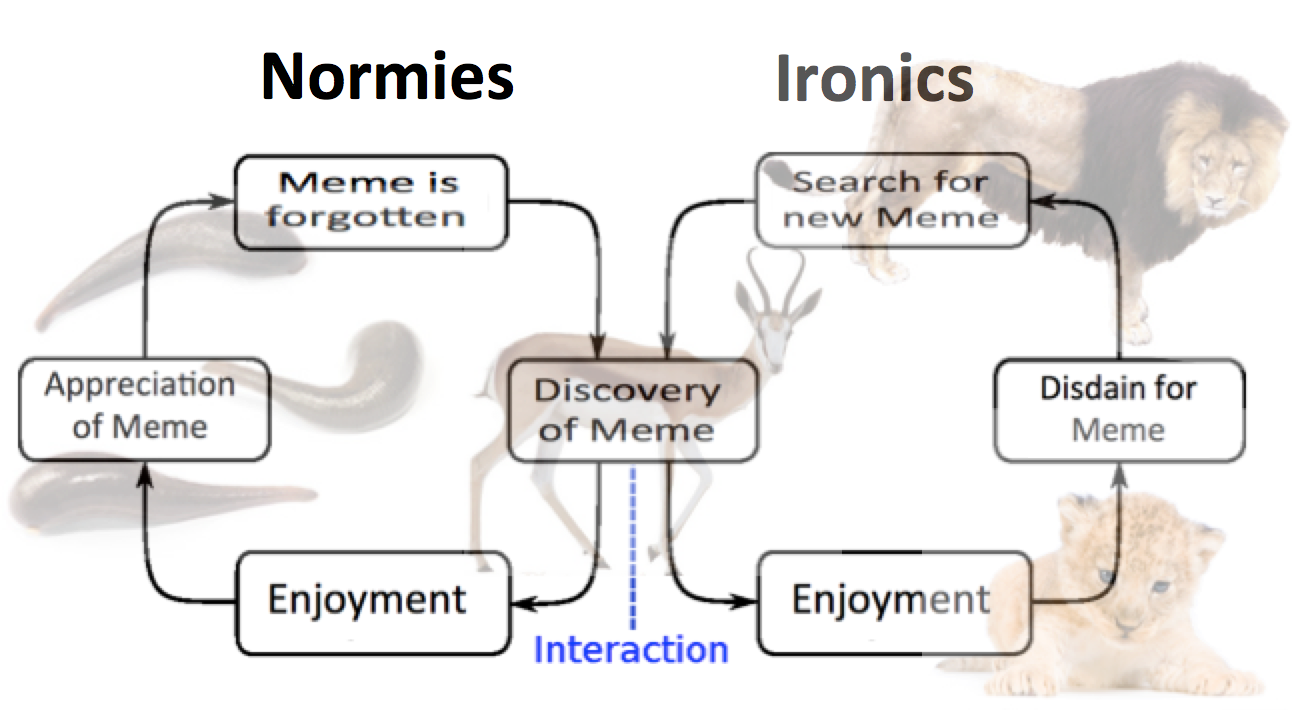 Normies
Ironics
Meme is
forgotten
Search for
new Meme
Appreciation
of Meme
Discovery
of Meme
Disdain for
Meme
Enjoyment
Enjoyment
Interaction